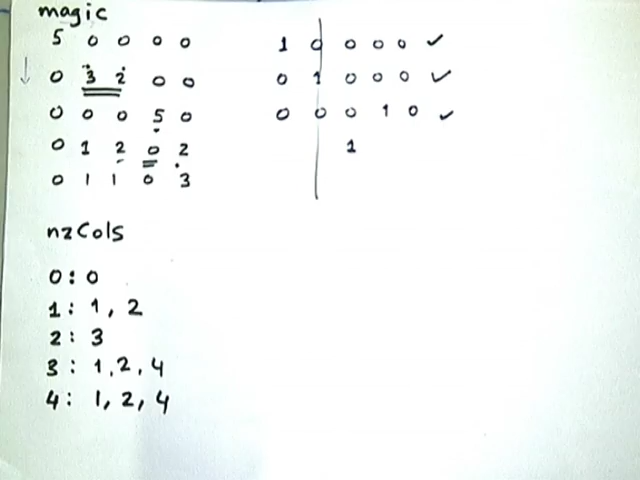 magic
5 0 0 0 0 1 0 0 0 0 ✓
0 3 2 0 0 0 1 0 0 0 ✓
0 0 0 5 0 0 0 0 1 0 ✓
0 1 2 0 2 1
0 1 1 0 3
nzCols
0: 0
1: 1, 2
2: 3
3: 1, 2, 4
4: 1, 2, 4